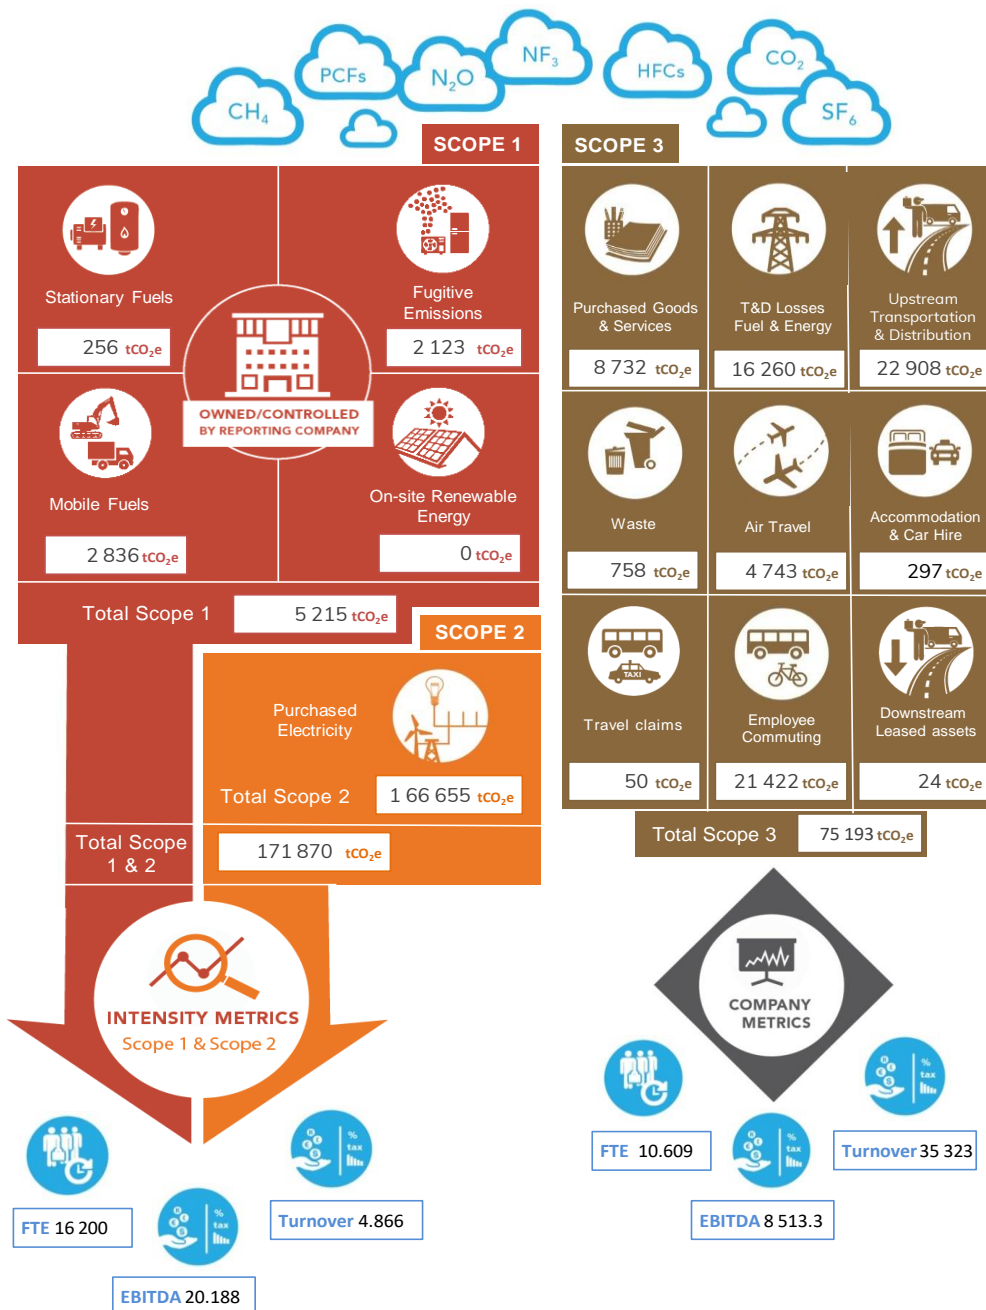 CH₄
PCFs
N₂O
NF₃
HFCs
CO₂
SF₆
SCOPE 1
Stationary Fuels
256 tCO₂e
Fugitive
Emissions
2 123 tCO₂e
OWNED/CONTROLLED
BY REPORTING COMPANY
Mobile Fuels
2 836 tCO₂e
On-site Renewable
Energy
0 tCO₂e
Total Scope 1
5 215 tCO₂e
SCOPE 2
Purchased
Electricity
Total Scope 2
1 66 655 tCO₂e
Total Scope
1 & 2
171 870 tCO₂e
INTENSITY METRICS
Scope 1 & Scope 2
% tax
FTE 16 200
% tax
EBITDA 20.188
Turnover 4.866
SCOPE 3
Purchased Goods
& Services
8 732 tCO₂e
T&D Losses
Fuel & Energy
16 260 tCO₂e
Upstream
Transportation
& Distribution
22 908 tCO₂e
Waste
758 tCO₂e
Air Travel
4 743 tCO₂e
Accommodation
& Car Hire
297 tCO₂e
TAXI
Travel claims
50 tCO₂e
Employee
Commuting
21 422 tCO₂e
Downstream
Leased assets
24 tCO₂e
Total Scope 3
75 193 tCO₂e
COMPANY
METRICS
% tax
FTE 10.609
% tax
EBITDA 8 513.3
Turnover 35 323